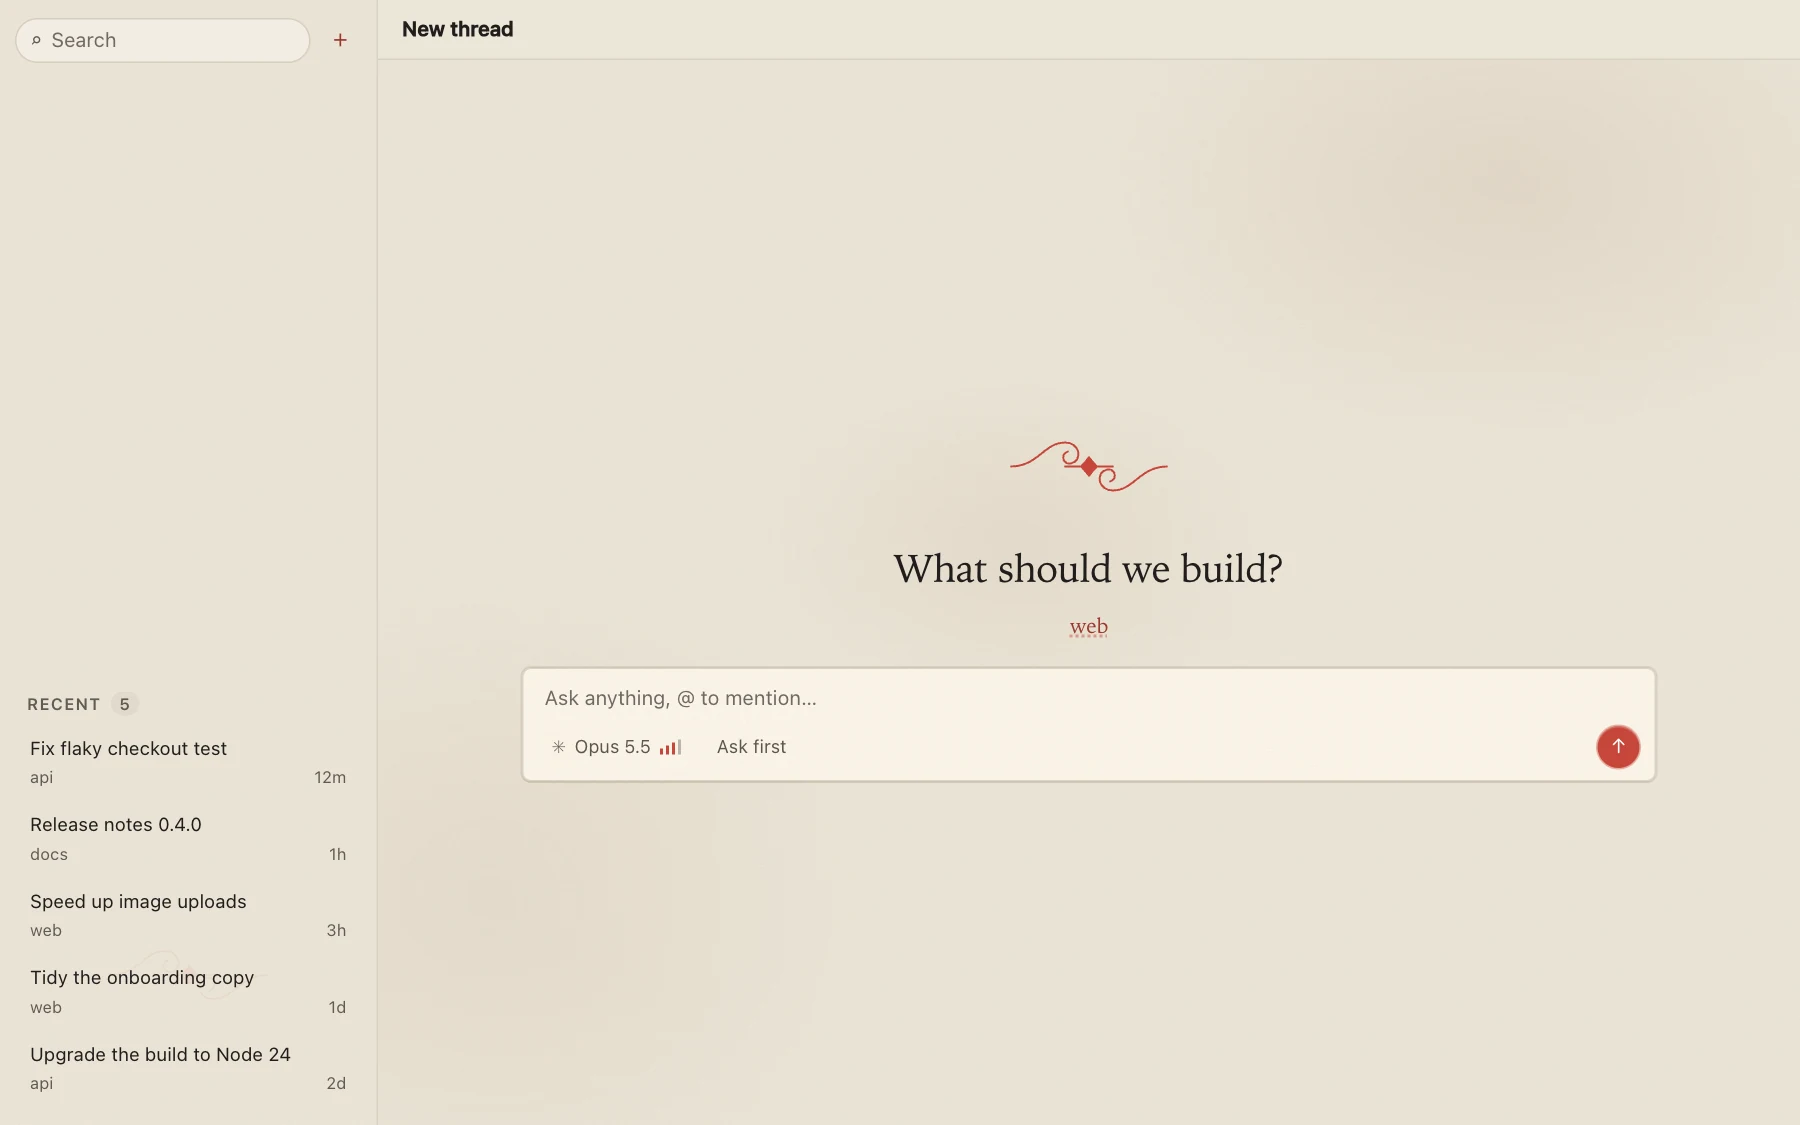 Search
+
New thread
What should we build?
web
Ask anything, @ to mention...
Opus 5.5
Ask first
RECENT 5
Fix flaky checkout test
api 12m
Release notes 0.4.0
docs 1h
Speed up image uploads
web 3h
Tidy the onboarding copy
web 1d
Upgrade the build to Node 24
api 2d